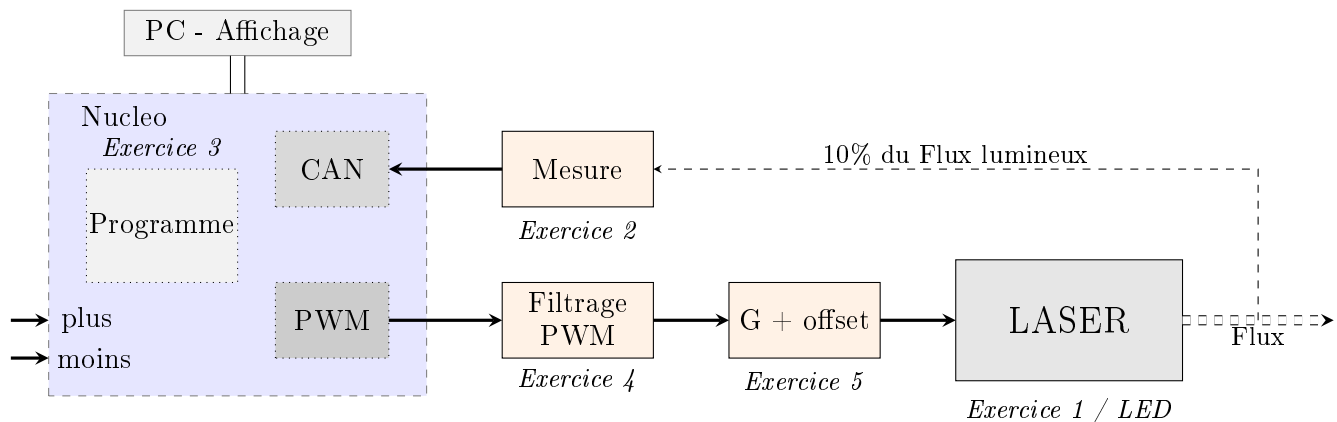 PC - Affichage
Nucleo
Exercice 3
CAN
Programme
PWM
plus
moins
Mesure
Exercice 2
10% du Flux lumineux
Filtrage
PWM
Exercice 4
G + offset
Exercice 5
LASER
Exercice 1 / LED
Flux